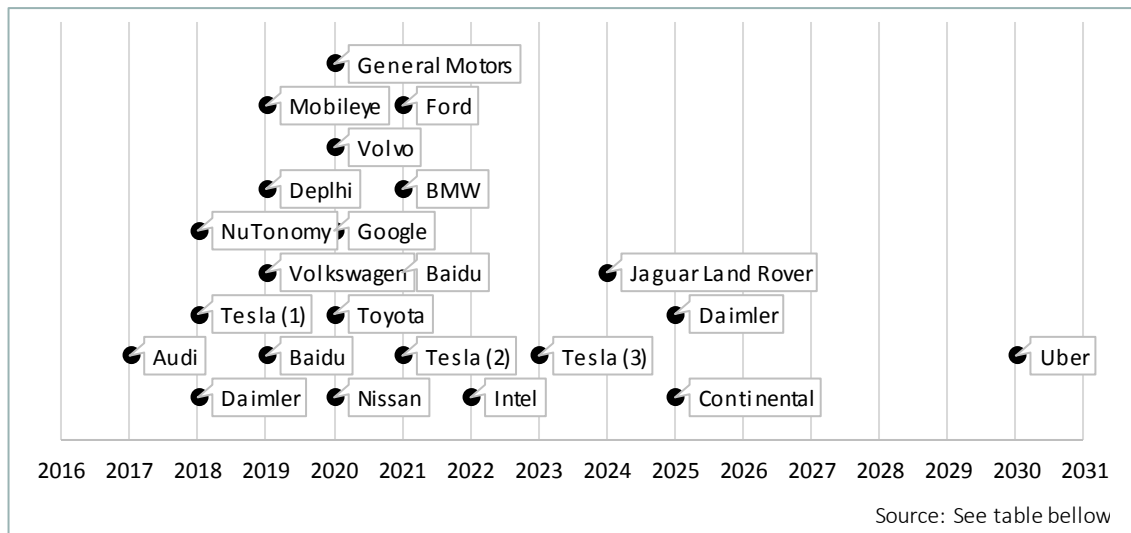 General Motors
Mobileye Ford
Volvo
Deplhi BMW
NuTonomy Google
Volkswagen Baidu Jaguar Land Rover
Tesla (1) Toyota Daimler
Audi Baidu Tesla (2) Tesla (3) Uber
Daimler Nissan Intel Continental
2016 2017 2018 2019 2020 2021 2022 2023 2024 2025 2026 2027 2028 2029 2030 2031
Source: See table bellow